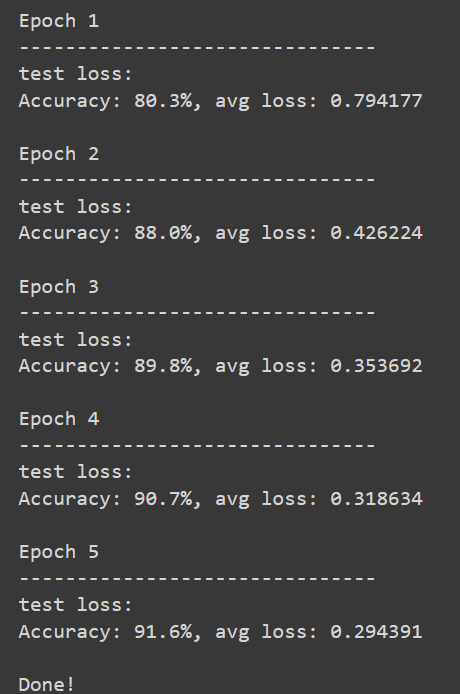 Epoch 1
-------------------------------
test loss:
Accuracy: 80.3%, avg loss: 0.794177
Epoch 2
-------------------------------
test loss:
Accuracy: 88.0%, avg loss: 0.426224
Epoch 3
-------------------------------
test loss:
Accuracy: 89.8%, avg loss: 0.353692
Epoch 4
-------------------------------
test loss:
Accuracy: 90.7%, avg loss: 0.318634
Epoch 5
-------------------------------
test loss:
Accuracy: 91.6%, avg loss: 0.294391
Done!